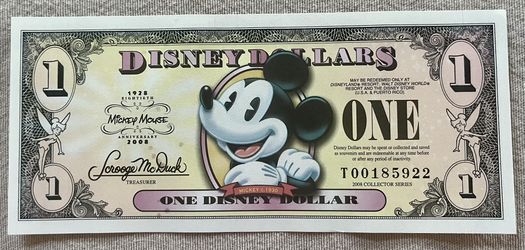 DISNEY DOLLARS
1
1
1928
EIGHTIETH
MICKEY MOUSE
ANNIVERSARY
2008
Scrooge McDuck
TREASURER
1
MAY BE REDEEMED ONLY AT
DISNEYLAND RESORT, WALT DISNEY WORLD
RESORT AND THE DISNEY STORE
(U.S.A. & PUERTO RICO)
ONE
Disney Dollars may be spent or collected and saved
as souvenirs and are redeemable at any time before
or after any period of inactivity.
T00185922
2008 COLLECTOR SERIES
1
MICKEY c. 1930
ONE DISNEY DOLLAR